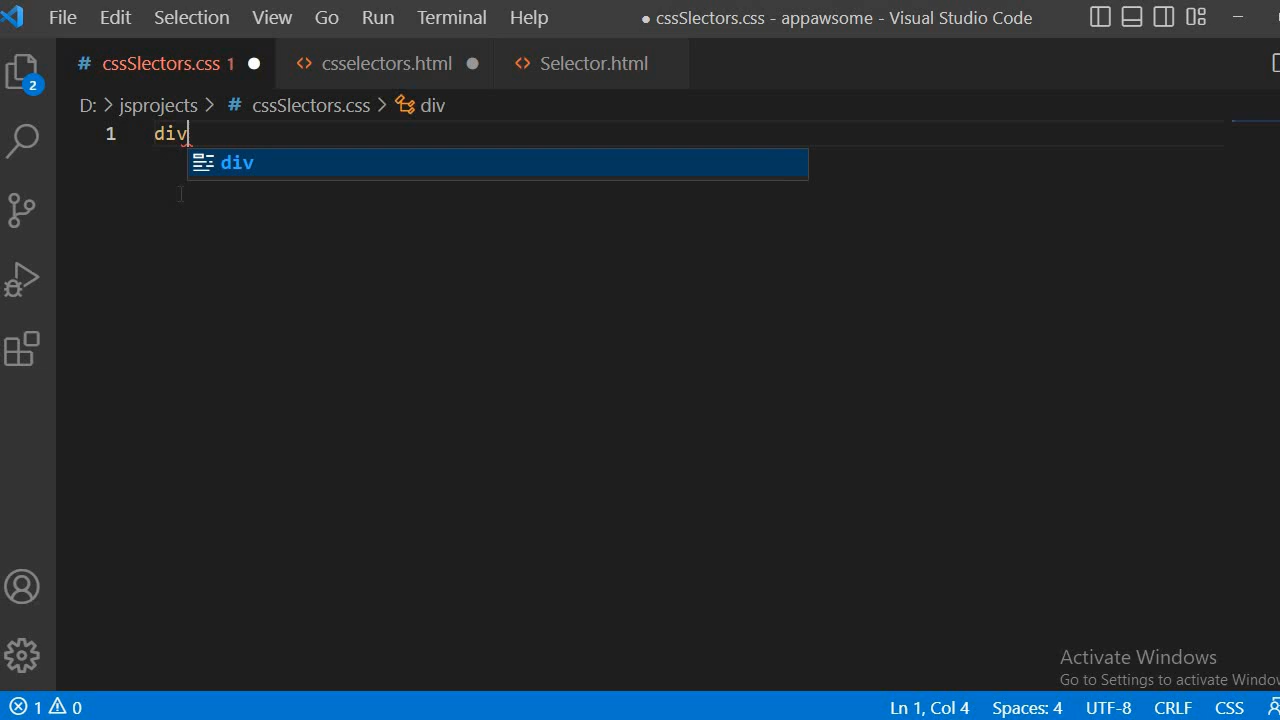 File Edit Selection View Go Run Terminal Help ● cssSlectors.css - appawsome - Visual Studio Code
cssSlectors.css 1 csselectors.html Selector.html
2
D: > jsprojects > # cssSlectors.css > div
1 div
div
Activate Windows
Go to Settings to activate Windo
1 0 Ln 1, Col 4 Spaces: 4 UTF-8 CRLF CSS